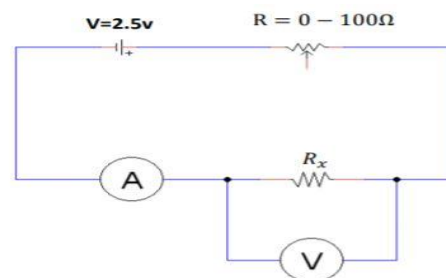 V=2.5v
R = 0 − 100Ω
+
A
Rx
V